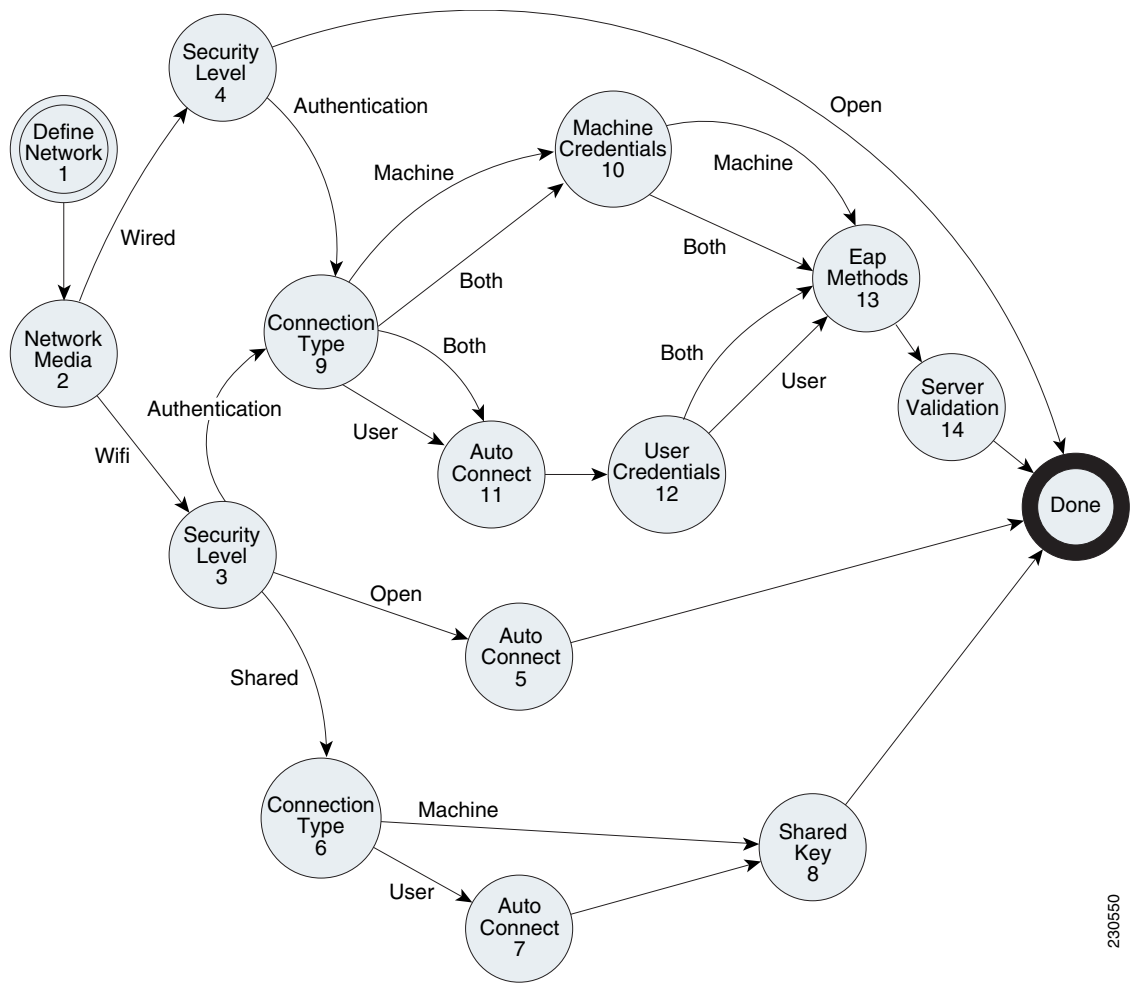 Security
Level
4
Define
Network
1
Authentication
Open
Machine
Credentials
10
Machine
Machine
Wired
Both
Both
Eap
Methods
13
Network
Media
2
Connection
Type
9
Both
Both
User
Server
Validation
14
Authentication
User
Wifi
Auto
Connect
11
User
Credentials
12
Done
Security
Level
3
Open
Auto
Connect
5
Shared
Connection
Type
6
Machine
Shared
Key
8
User
Auto
Connect
7
230550